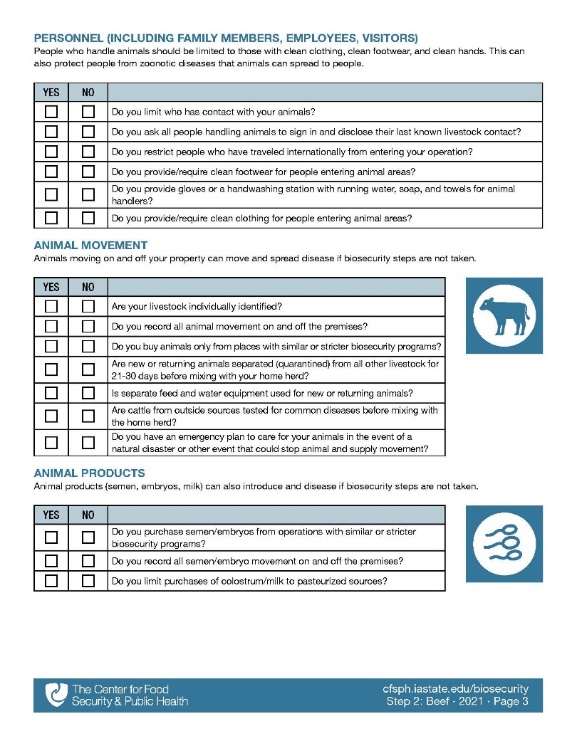 PERSONNEL (INCLUDING FAMILY MEMBERS, EMPLOYEES, VISITORS)
People who handle animals should be limited to those with clean clothing, clean footwear, and clean hands. This can
also protect people from zoonotic diseases that animals can spread to people.
YES NO
Do you limit who has contact with your animals?
Do you ask all people handling animals to sign in and disclose their last known livestock contact?
Do you restrict people who have traveled internationally from entering your operation?
Do you provide/require clean footwear for people entering animal areas?
Do you provide gloves or a handwashing station with running water, soap, and towels for animal
handlers?
Do you provide/require clean clothing for people entering animal areas?
ANIMAL MOVEMENT
Animals moving on and off your property can move and spread disease if biosecurity steps are not taken.
YES NO
Are your livestock individually identified?
Do you record all animal movement on and off the premises?
Do you buy animals only from places with similar or stricter biosecurity programs?
Are new or returning animals separated (quarantined) from all other livestock for
21-30 days before mixing with your home herd?
Is separate feed and water equipment used for new or returning animals?
Are cattle from outside sources tested for common diseases before mixing with
the home herd?
Do you have an emergency plan to care for your animals in the event of a
natural disaster or other event that could stop animal and supply movement?
ANIMAL PRODUCTS
Animal products (semen, embryos, milk) can also introduce and disease if biosecurity steps are not taken.
YES NO
Do you purchase semen/embryos from operations with similar or stricter
biosecurity programs?
Do you record all semen/embryo movement on and off the premises?
Do you limit purchases of colostrum/milk to pasteurized sources?
The Center for Food
Security & Public Health
cfsph.iastate.edu/biosecurity
Step 2: Beef · 2021 · Page 3